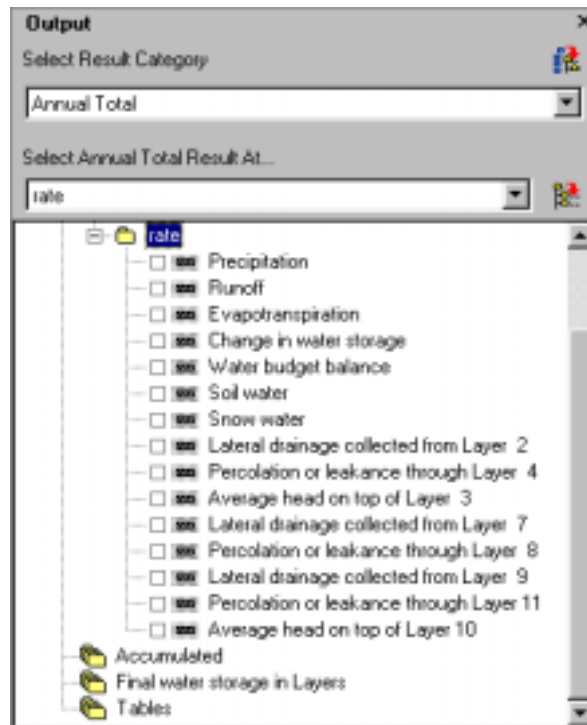 Output
Select Result Category
Annual Total
Select Annual Total Result At...
rate
rate
Precipitation
Runoff
Evapotranspiration
Change in water storage
Water budget balance
Soil water
Snow water
Lateral drainage collected from Layer 2
Percolation or leakance through Layer 4
Average head on top of Layer 3
Lateral drainage collected from Layer 7
Percolation or leakance through Layer 8
Lateral drainage collected from Layer 9
Percolation or leakance through Layer 11
Average head on top of Layer 10
Accumulated
Final water storage in Layers
Tables